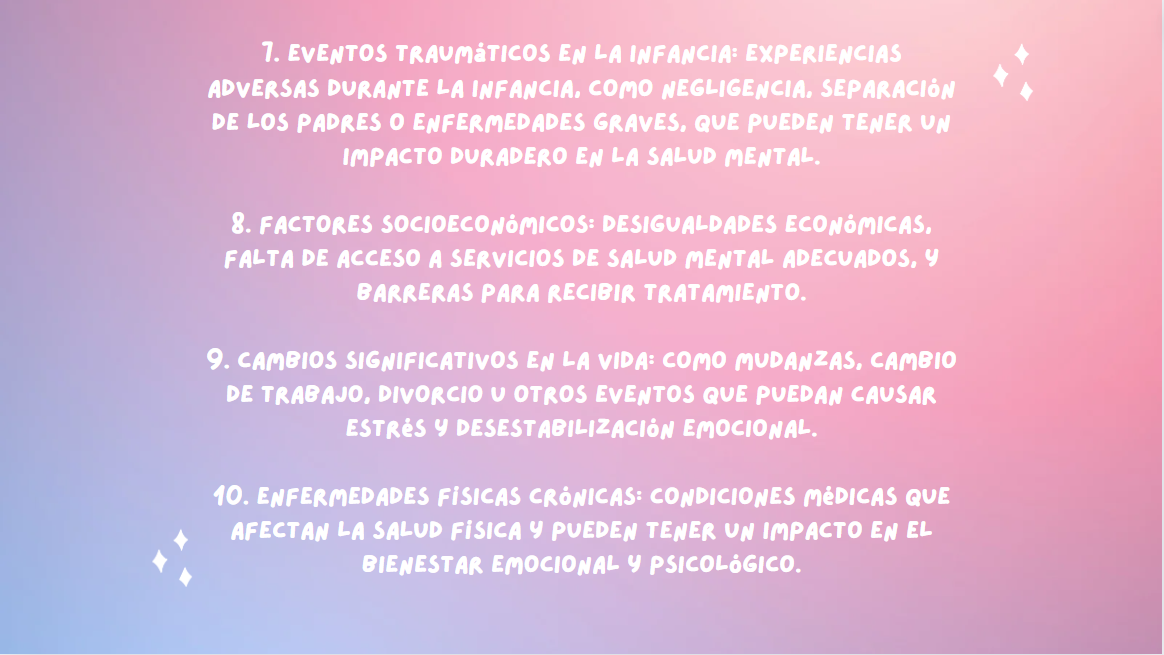 7. EVENTOS TRAUMÁTICOS EN LA INFANCIA: EXPERIENCIAS
ADVERSAS DURANTE LA INFANCIA, COMO NEGLIGENCIA, SEPARACIÓN
DE LOS PADRES O ENFERMEDADES GRAVES, QUE PUEDEN TENER UN
IMPACTO DURADERO EN LA SALUD MENTAL.
8. FACTORES SOCIOECONÓMICOS: DESIGUALDADES ECONÓMICAS,
FALTA DE ACCESO A SERVICIOS DE SALUD MENTAL ADECUADOS, Y
BARRERAS PARA RECIBIR TRATAMIENTO.
9. CAMBIOS SIGNIFICATIVOS EN LA VIDA: COMO MUDANZAS, CAMBIO
DE TRABAJO, DIVORCIO U OTROS EVENTOS QUE PUEDAN CAUSAR
ESTRÉS Y DESESTABILIZACIÓN EMOCIONAL.
10. ENFERMEDADES FÍSICAS CRÓNICAS: CONDICIONES MÉDICAS QUE
AFECTAN LA SALUD FÍSICA Y PUEDEN TENER UN IMPACTO EN EL
BIENESTAR EMOCIONAL Y PSICOLÓGICO.